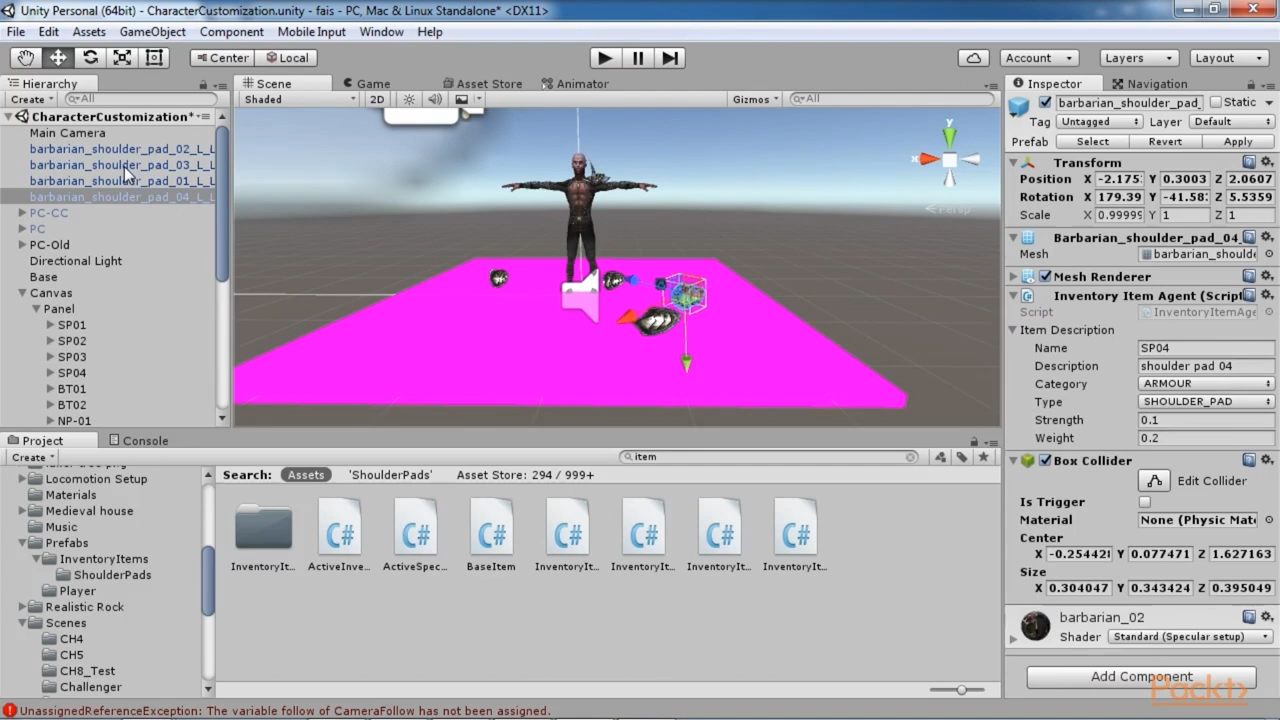 Unity Personal (64bit) - CharacterCustomization.unity - fais - PC, Mac & Linux Standalone* <DX11>
File Edit Assets GameObject Component Mobile Input Window Help
Center Local Account Layers Layout
Hierarchy
Create All
CharacterCustomization*
Main Camera
barbarian_shoulder_pad_02_L_L
barbarian_shoulder_pad_03_L_L
barbarian_shoulder_pad_01_L_L
barbarian_shoulder_pad_04_L_L
PC-CC
PC
PC-Old
Directional Light
Base
Canvas
Panel
SP01
SP02
SP03
SP04
BT01
BT02
NP-01
Scene Game Asset Store Animator
Shaded 2D Gizmos All
y
x
Persp
Inspector Navigation
barbarian_shoulder_pad_ Static
Tag Untagged Layer Default
Prefab Select Revert Apply
Transform
Position X -2.175 Y 0.3003 Z 2.0607
Rotation X 179.39 Y -41.58 Z 5.5359
Scale X 0.99999 Y 1 Z 1
Barbarian_shoulder_pad_04_
Mesh barbarian_shoulde
Mesh Renderer
Inventory Item Agent (Script
Script InventoryItemAge
Item Description
Name SP04
Description shoulder pad 04
Category ARMOUR
Type SHOULDER_PAD
Strength 0.1
Weight 0.2
Box Collider
Edit Collider
Is Trigger
Material None (Physic Mate
Center
X -0.25442 Y 0.077471 Z 1.627163
Size
X 0.304047 Y 0.343424 Z 0.395049
barbarian_02
Shader Standard (Specular setup)
Add Component
Packt
Project Console
Create item
Locomotion Setup
Materials
Medieval house
Music
Prefabs
InventoryItems
ShoulderPads
Player
Realistic Rock
Scenes
CH4
CH5
CH8_Test
Challenger
Search: Assets 'ShoulderPads' Asset Store: 294 / 999+
InventoryIt... ActiveInve... ActiveSpec... BaseItem InventoryIt... InventoryIt... InventoryIt... InventoryIt...
UnassignedReferenceException: The variable follow of CameraFollow has not been assigned.